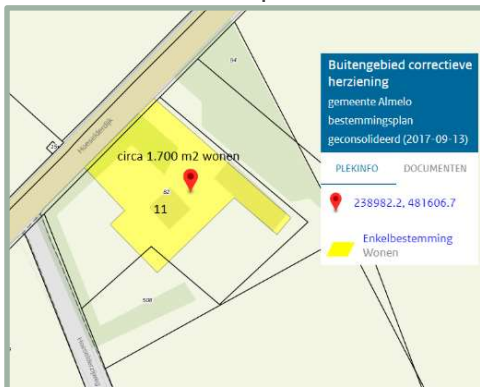 Buitengebied correctieve
herziening
gemeente Almelo
bestemmingsplan
geconsolideerd (2017-09-13)
PLEKINFO DOCUMENTEN
238982.2, 481606.7
Enkelbestemming
Wonen
circa 1.700 m2 wonen
11